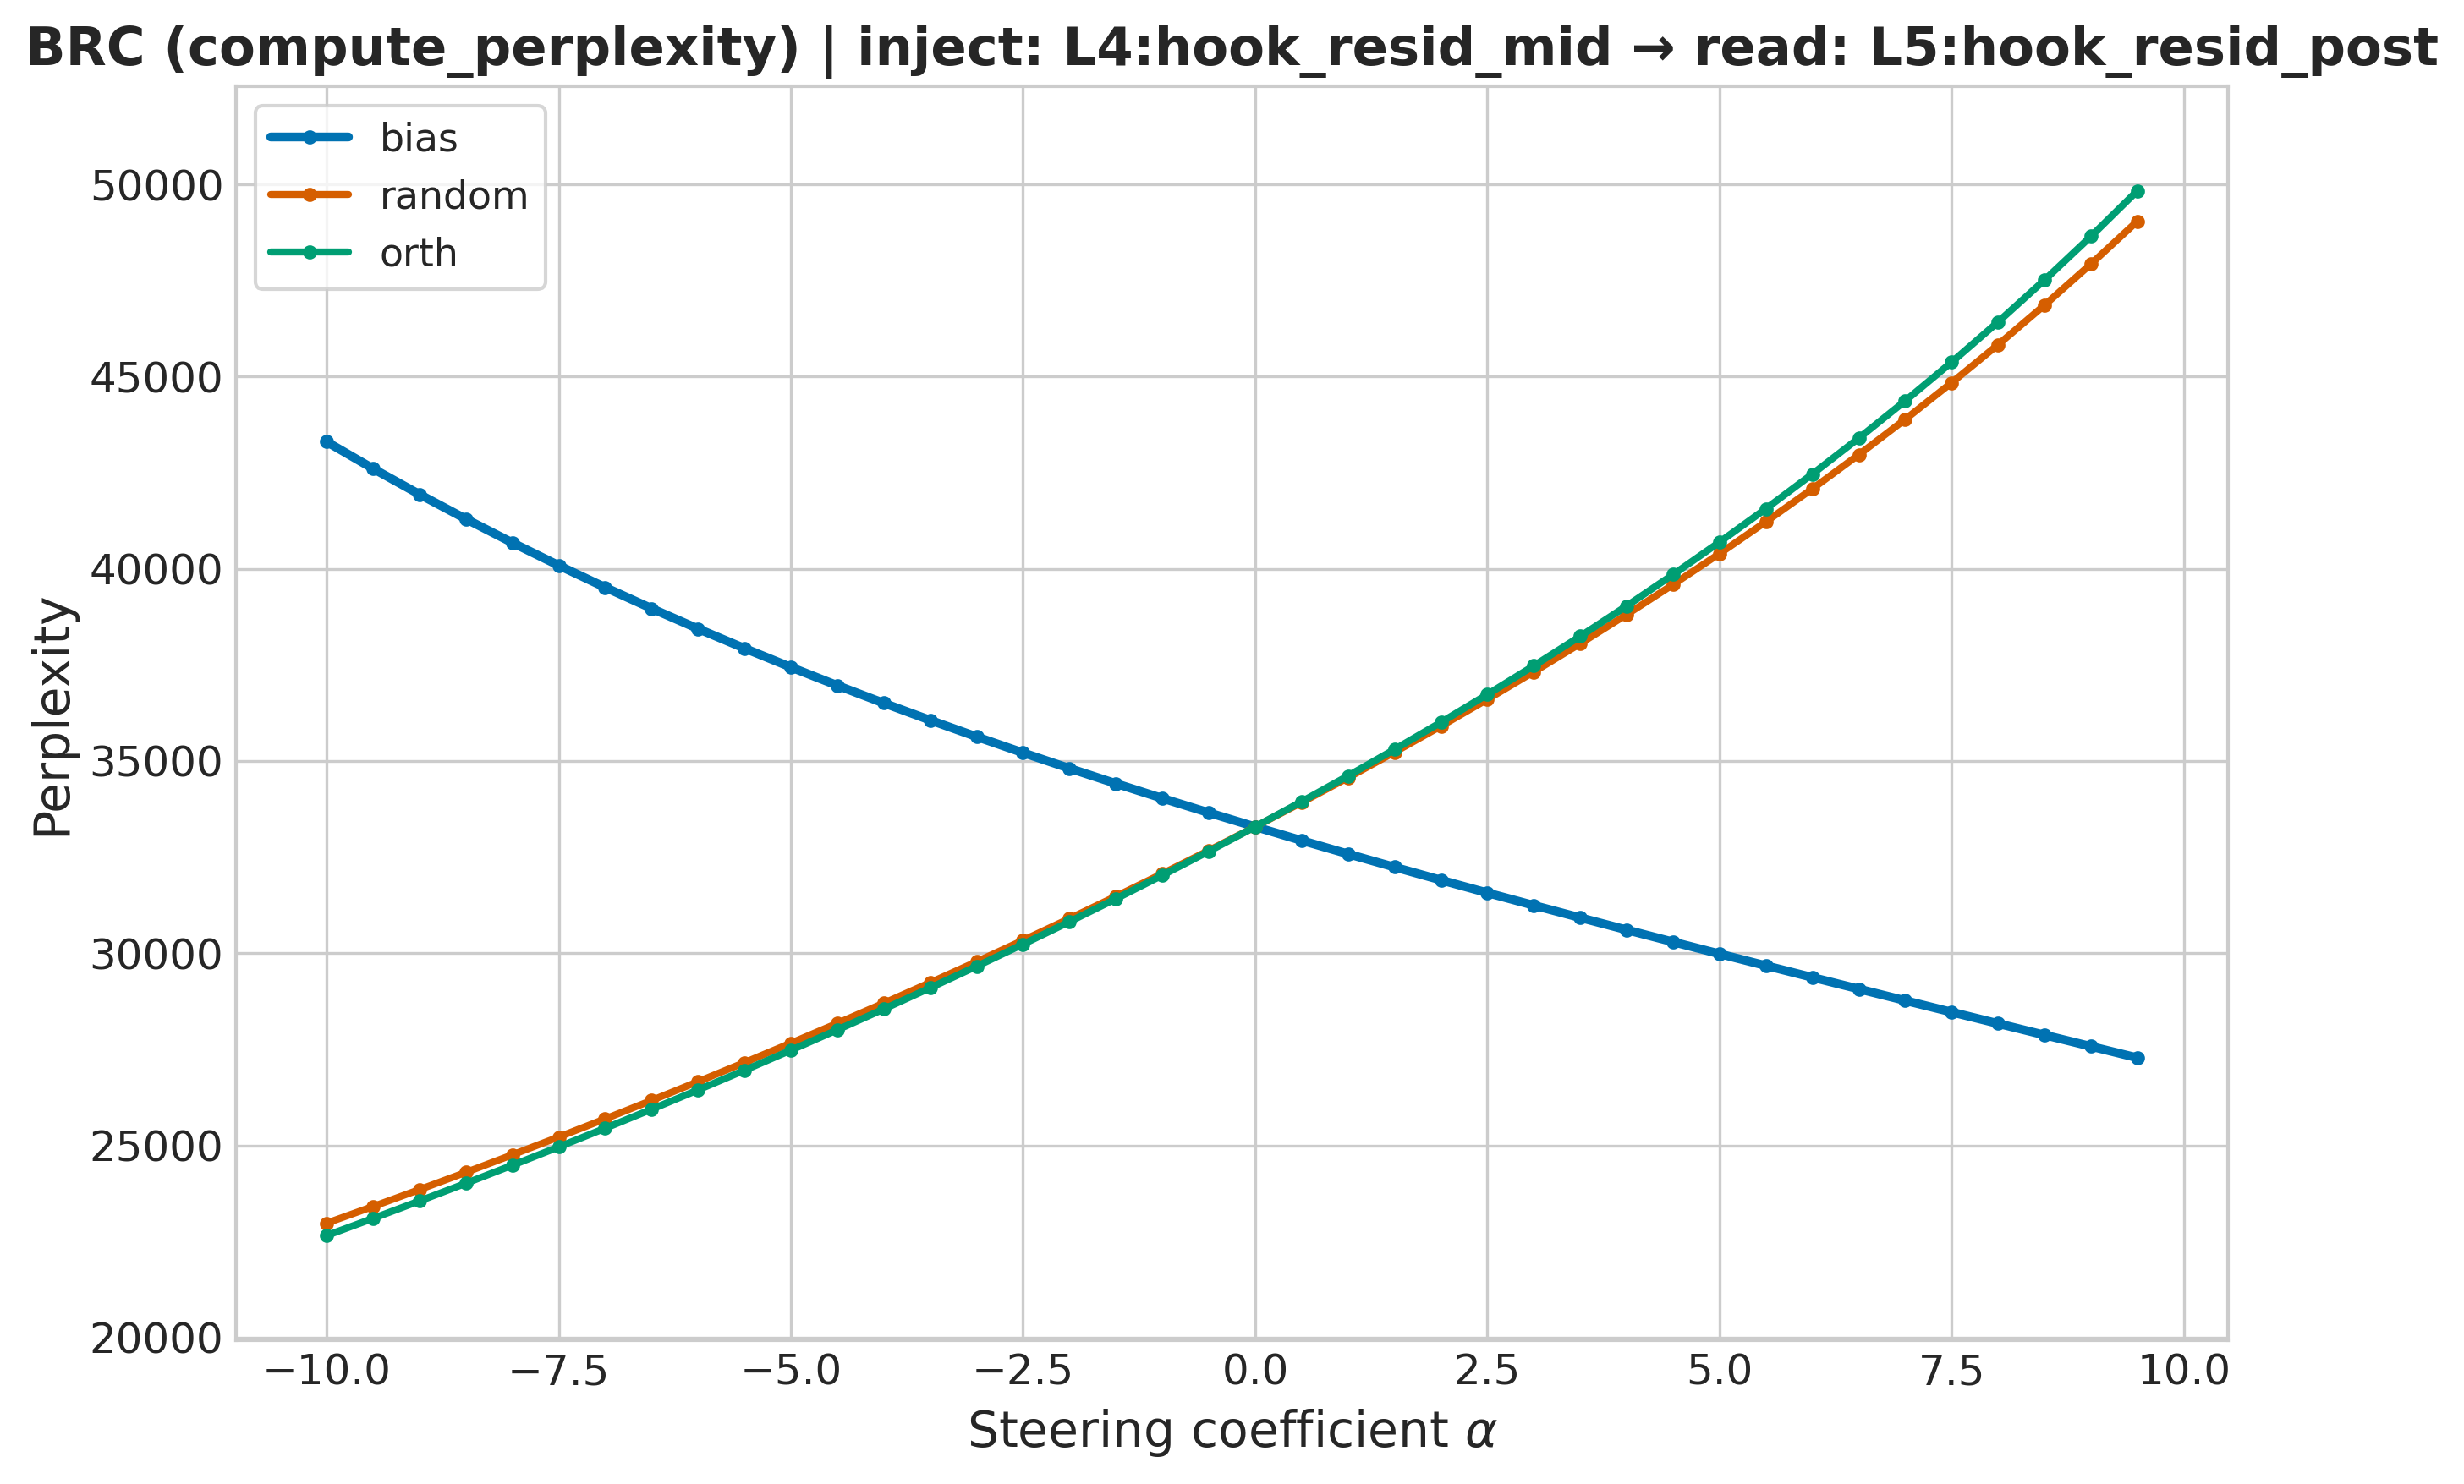 BRC (compute_perplexity) | inject: L4:hook_resid_mid → read: L5:hook_resid_post
bias
random
orth
Perplexity
50000
45000
40000
35000
30000
25000
20000
−10.0 −7.5 −5.0 −2.5 0.0 2.5 5.0 7.5 10.0
Steering coefficient α